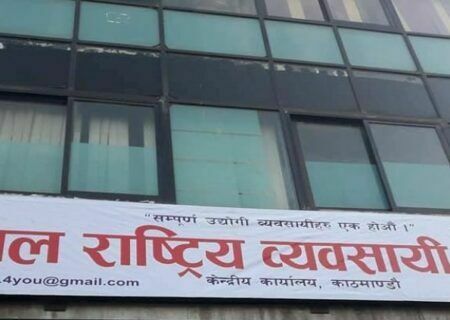 "सम्पूर्ण उद्योगी व्यवसायीहरु एक होऔं ।"
ल राष्ट्रिय व्यवसायी
.4you@gmail.com केन्द्रीय कार्यालय, काठमाण्डौ